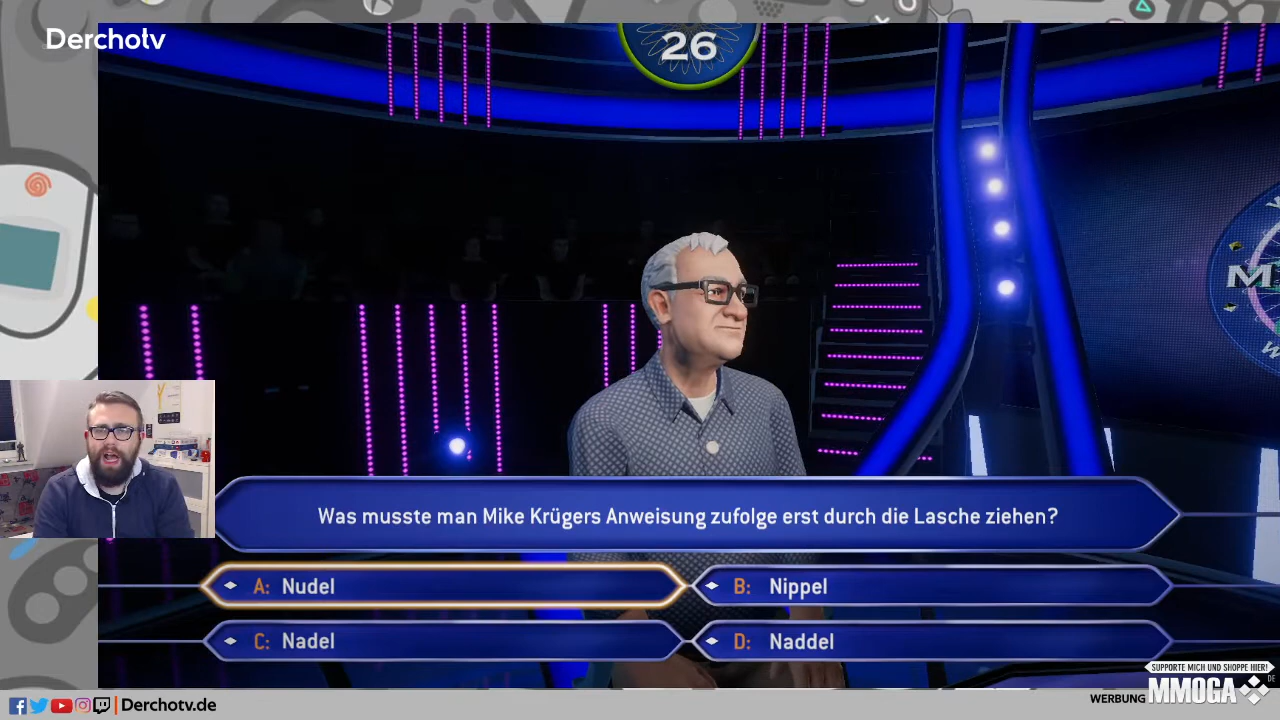 Derchotv
26
Was musste man Mike Krügers Anweisung zufolge erst durch die Lasche ziehen?
A: Nudel
B: Nippel
C: Nadel
D: Naddel
SUPPORTE MICH UND SHOPPE HIER!
WERBUNG MMOGA .DE
Derchotv.de